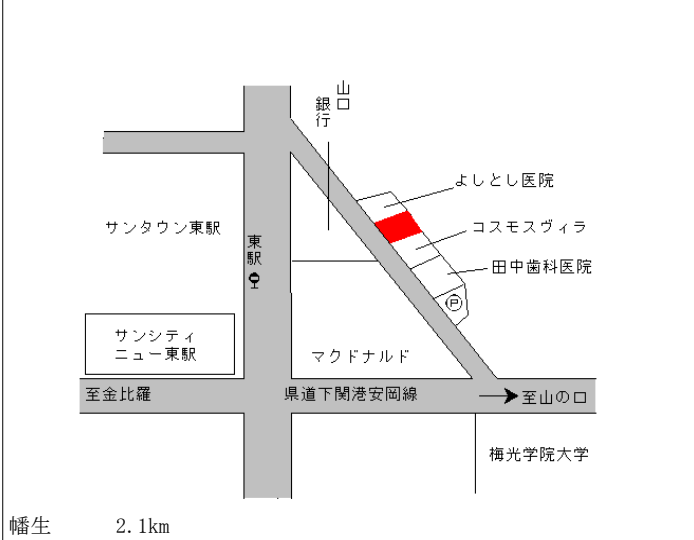 山口
銀行
よしとし医院
サンタウン東駅
コスモスヴィラ
東駅
田中歯科医院
P
サンシティ
ニュー東駅
マクドナルド
至金比羅
県道下関港安岡線
至山の口
梅光学院大学
幡生 2.1km